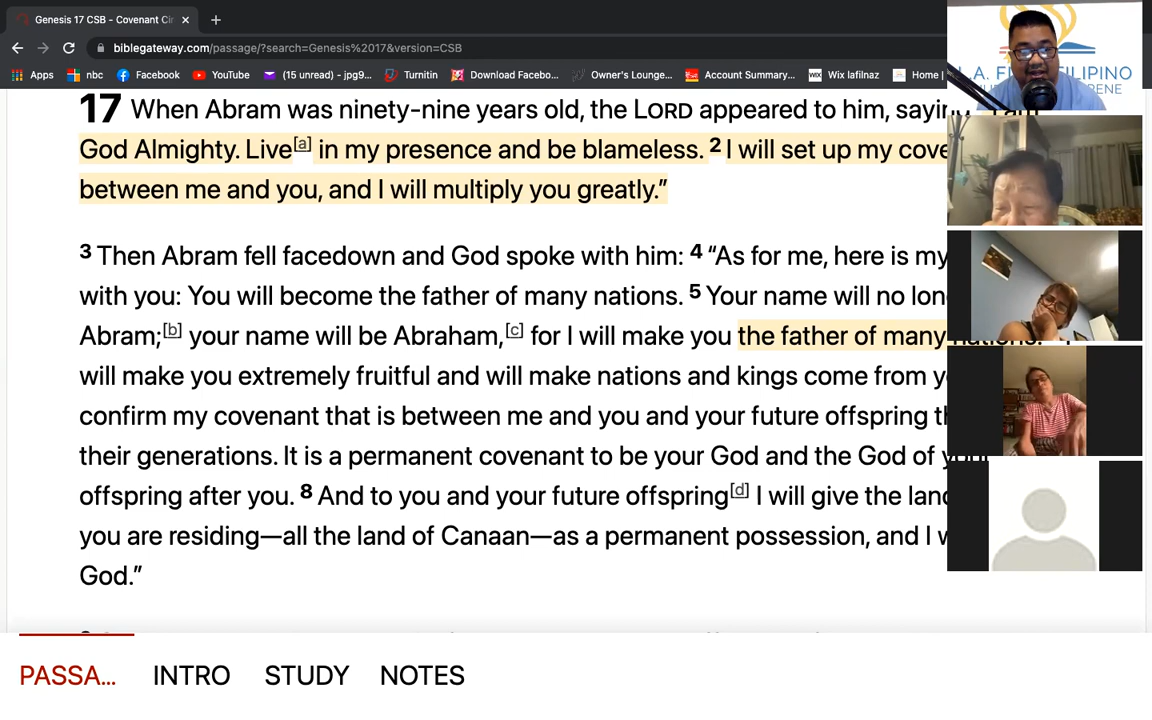 Genesis 17 CSB - Covenant Cir
biblegateway.com/passage/?search=Genesis%2017&version=CSB
Apps nbc Facebook YouTube (15 unread) - jpg9... Turnitin Download Facebo... Owner's Lounge... Account Summary... Wix lafilnaz Home |
17 When Abram was ninety-nine years old, the LORD appeared to him,
God Almighty. Live[a] in my presence and be blameless. 2 I will set up my
between me and you, and I will multiply you greatly.”
3 Then Abram fell facedown and God spoke with him: 4 “As for me, here is my
with you: You will become the father of many nations. 5 Your name will no
Abram;[b] your name will be Abraham,[c] for I will make you the father of many
will make you extremely fruitful and will make nations and kings come from
confirm my covenant that is between me and you and your future offspring
their generations. It is a permanent covenant to be your God and the God of
offspring after you. 8 And to you and your future offspring[d] I will give the
you are residing—all the land of Canaan—as a permanent possession, and I
God.”
FILIPINO
PASSA... INTRO STUDY NOTES